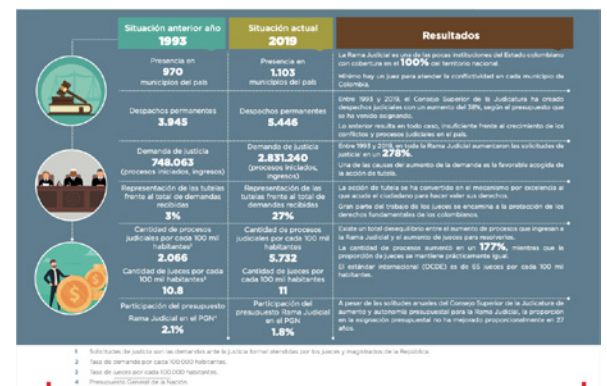 Situación anterior año
1993
Situación actual
2019
Resultados
Presencia en
970
municipios del país
Presencia en
1.103
municipios del país
La Rama Judicial es una de las pocas instituciones del Estado colombiano
con cobertura en el 100% del territorio nacional.
Mínimo hay un juez para atender la conflictividad en cada municipio de
Colombia.
Despachos permanentes
3.945
Despachos permanentes
5.446
Entre 1993 y 2019, el Consejo Superior de la Judicatura ha creado
despachos judiciales con un aumento del 38%, según el presupuesto que
se ha venido asignando.
Lo anterior resulta en todo caso, insuficiente frente al crecimiento de los
conflictos y procesos judiciales en el país.
Demanda de justicia
748.063
(procesos iniciados, ingresos)
Demanda de justicia
2.831.240
(procesos iniciados,
ingresos)
Entre 1993 y 2019, en toda la Rama Judicial aumentaron las solicitudes de
justicia en un 278%.
Una de las causas del aumento de la demanda es la favorable acogida de
la acción de tutela.
Representación de las tutelas
frente al total de demandas
recibidas
3%
Representación de las
tutelas frente al total de
demandas recibidas
27%
La acción de tutela se ha convertido en el mecanismo por excelencia al
que acude el ciudadano para hacer valer sus derechos.
Gran parte del trabajo de los jueces se encamina a la protección de los
derechos fundamentales de los colombianos.
Cantidad de procesos
judiciales por cada 100 mil
habitantes²
2.066
Cantidad de procesos
judiciales por cada 100 mil
habitantes
5.732
Existe un total desequilibrio entre el aumento de procesos que ingresan a
la Rama Judicial y el aumento de jueces para resolverlos.
La cantidad de procesos aumentó en un 177%, mientras que la
proporción de jueces se mantiene prácticamente igual.
El estándar internacional (OCDE) es de 65 jueces por cada 100 mil
habitantes.
Cantidad de jueces por cada
100 mil habitantes³
10.8
Cantidad de jueces por
cada 100 mil habitantes
11
Participación del presupuesto
Rama Judicial en el PGN⁴
2.1%
Participación del
presupuesto Rama Judicial
en el PGN
1.8%
A pesar de las solitudes anuales del Consejo Superior de la Judicatura de
aumento y autonomía presupuestal para la Rama Judicial, la proporción
en la asignación presupuestal no ha mejorado proporcionalmente en 27
años.
1 Solicitudes de justicia son las demandas ante la justicia formal atendidas por los jueces y magistrados de la República.
2 Tasa de demanda por cada 100.000 habitantes.
3 Tasa de jueces por cada 100.000 habitantes.
4 Presupuesto General de la Nación.